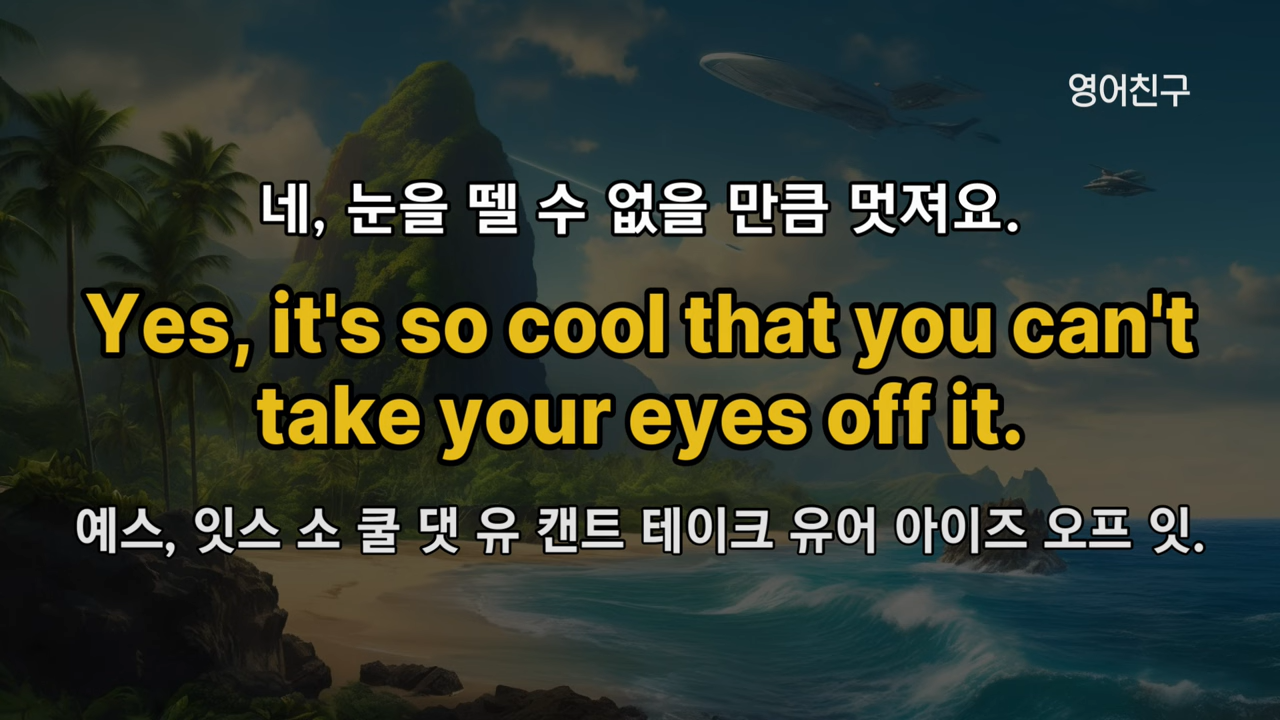 영어친구
네, 눈을 뗄 수 없을 만큼 멋져요.
Yes, it's so cool that you can't
take your eyes off it.
예스, 잇스 소 쿨 댓 유 캔트 테이크 유어 아이즈 오프 잇.